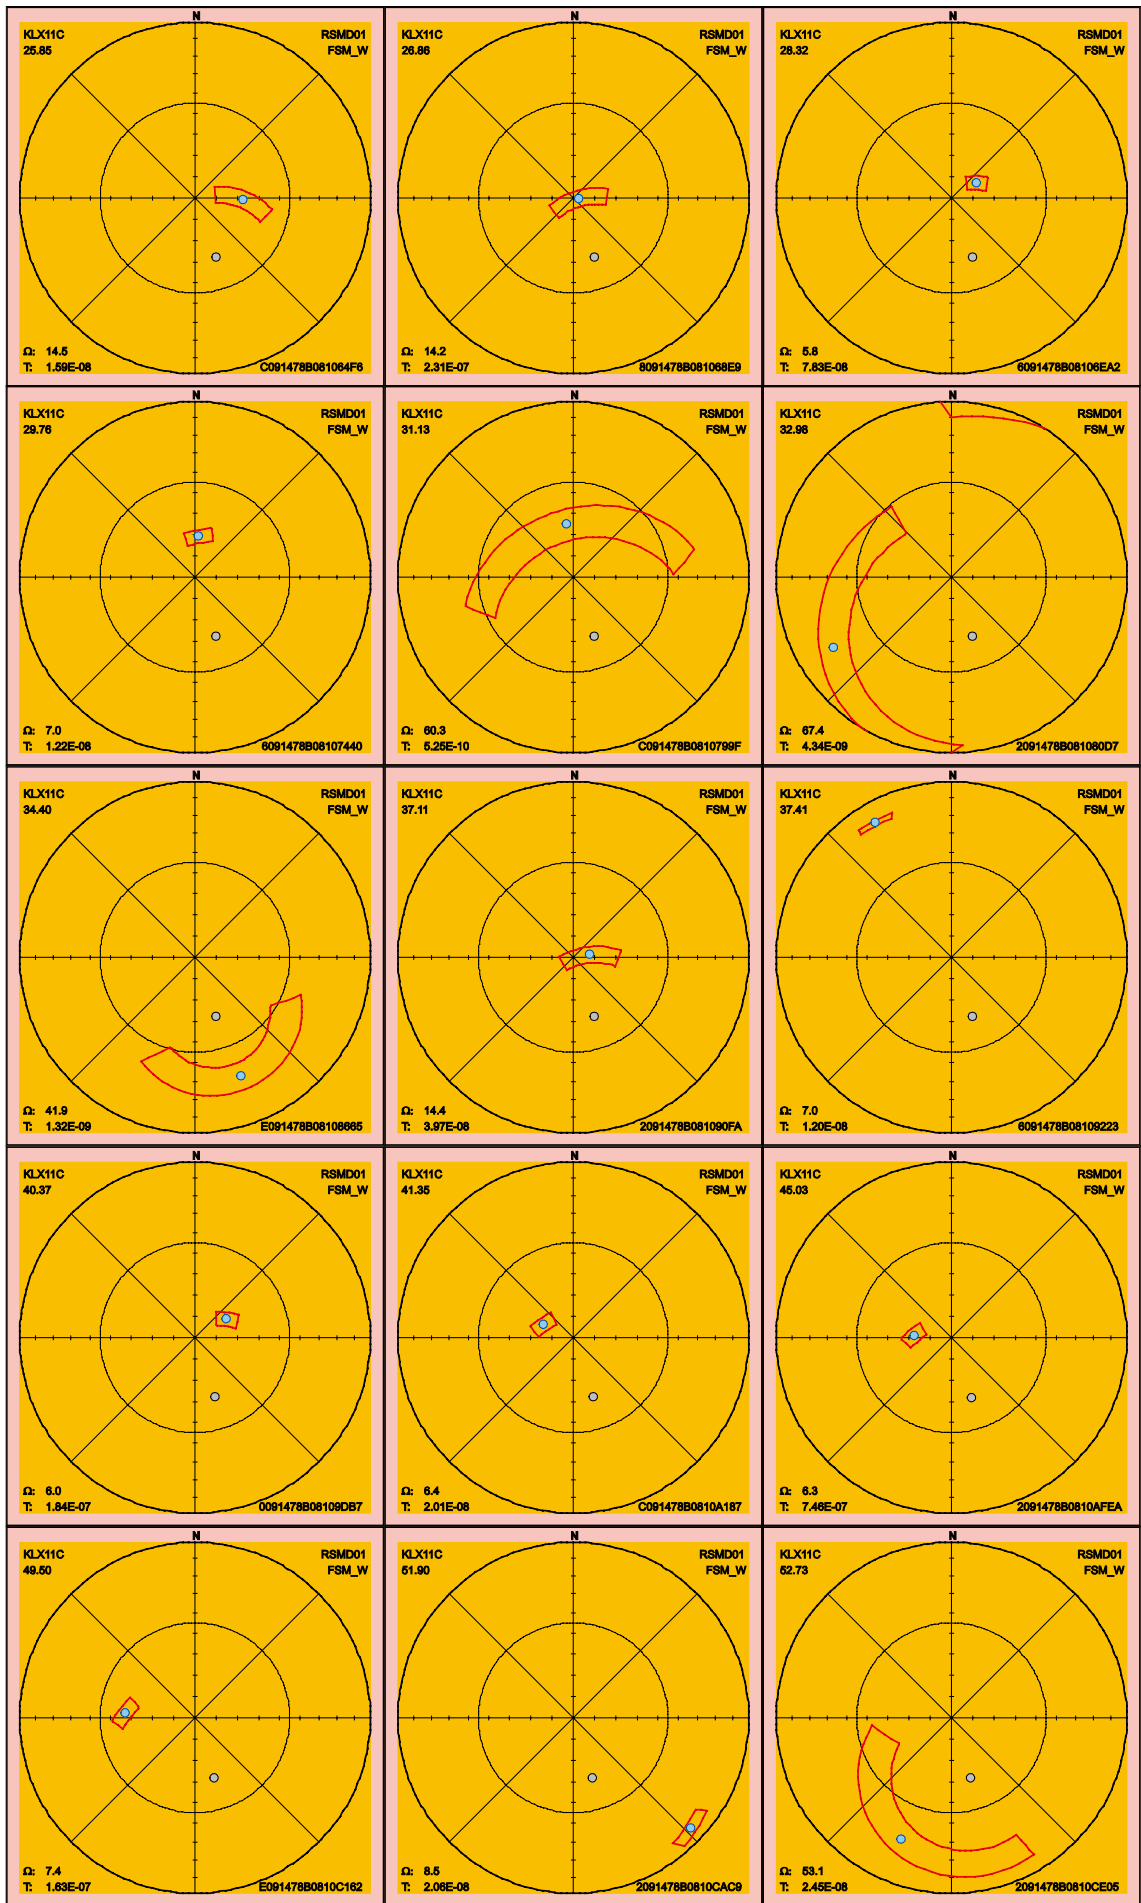 N
KLX11C RSMD01
25.85 FSM_W
Ω: 14.5
T: 1.59E-08 C091478B081064F6
N
KLX11C RSMD01
26.86 FSM_W
Ω: 14.2
T: 2.31E-07 8091478B081068E9
N
KLX11C RSMD01
28.32 FSM_W
Ω: 5.8
T: 7.83E-08 6091478B08106EA2
N
KLX11C RSMD01
29.76 FSM_W
Ω: 7.0
T: 1.22E-08 6091478B08107440
N
KLX11C RSMD01
31.13 FSM_W
Ω: 60.3
T: 5.25E-10 C091478B0810799F
N
KLX11C RSMD01
32.98 FSM_W
Ω: 67.4
T: 4.34E-09 2091478B081080D7
N
KLX11C RSMD01
34.40 FSM_W
Ω: 41.9
T: 1.32E-09 E091478B08108665
N
KLX11C RSMD01
37.11 FSM_W
Ω: 14.4
T: 3.97E-08 2091478B081090FA
N
KLX11C RSMD01
37.41 FSM_W
Ω: 7.0
T: 1.20E-08 6091478B08109223
N
KLX11C RSMD01
40.37 FSM_W
Ω: 6.0
T: 1.84E-07 0091478B08109DB7
N
KLX11C RSMD01
41.35 FSM_W
Ω: 6.4
T: 2.01E-08 C091478B0810A187
N
KLX11C RSMD01
45.03 FSM_W
Ω: 6.3
T: 7.46E-07 2091478B0810AFEA
N
KLX11C RSMD01
49.50 FSM_W
Ω: 7.4
T: 1.63E-07 E091478B0810C162
N
KLX11C RSMD01
51.90 FSM_W
Ω: 8.5
T: 2.06E-08 2091478B0810CAC9
N
KLX11C RSMD01
52.73 FSM_W
Ω: 53.1
T: 2.45E-08 2091478B0810CE05